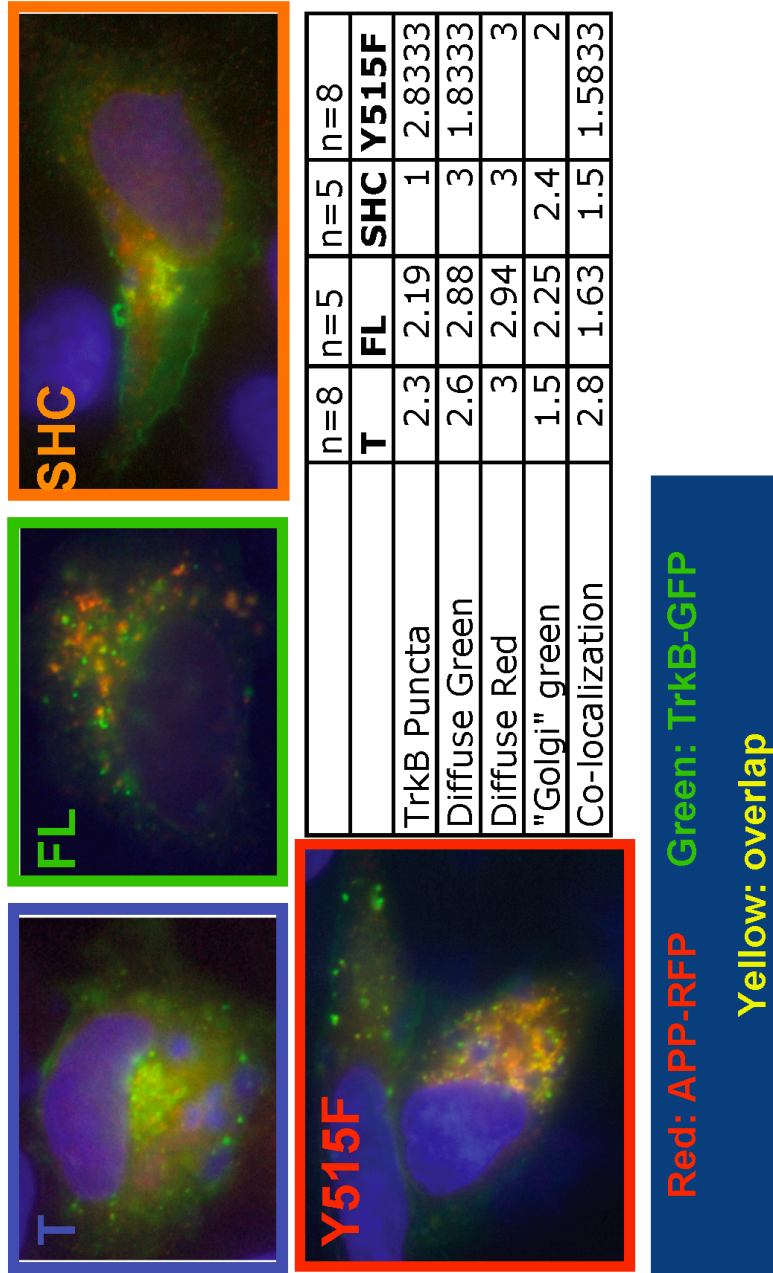 T
FL
SHC
Y515F
n=8 n=5 n=5 n=8
T FL SHC Y515F
TrkB Puncta 2.3 2.19 1 2.8333
Diffuse Green 2.6 2.88 3 1.8333
Diffuse Red 3 2.94 3 3
"Golgi" green 1.5 2.25 2.4 2
Co-localization 2.8 1.63 1.5 1.5833
Red: APP-RFP Green: TrkB-GFP
Yellow: overlap